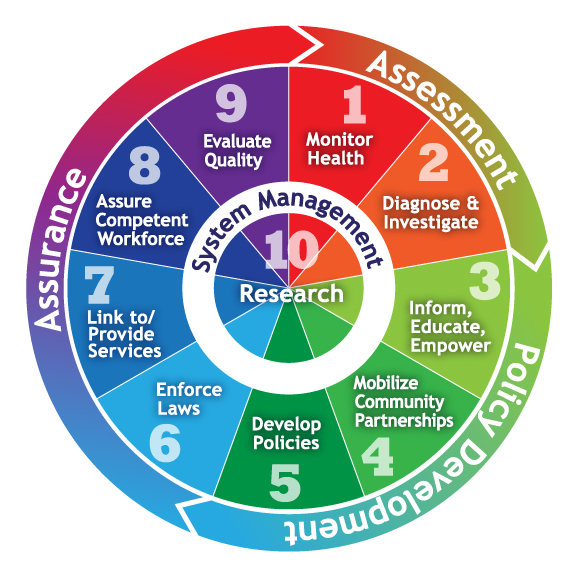 Assessment
Policy Development
Assurance
1
Monitor
Health
2
Diagnose &
Investigate
3
Inform,
Educate,
Empower
4
Mobilize
Community
Partnerships
5
Develop
Policies
6
Enforce
Laws
7
Link to/
Provide
Services
8
Assure
Competent
Workforce
9
Evaluate
Quality
System Management
10
Research